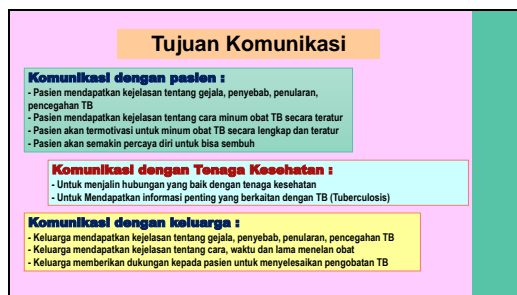 Tujuan Komunikasi
Komunikasi dengan pasien :
- Pasien mendapatkan kejelasan tentang gejala, penyebab, penularan,
pencegahan TB
- Pasien mendapatkan kejelasan tentang cara minum obat TB secara teratur
- Pasien akan termotivasi untuk minum obat TB secara lengkap dan teratur
- Pasien akan semakin percaya diri untuk bisa sembuh
Komunikasi dengan Tenaga Kesehatan :
- Untuk menjalin hubungan yang baik dengan tenaga kesehatan
- Untuk Mendapatkan informasi penting yang berkaitan dengan TB (Tuberculosis)
Komunikasi dengan keluarga :
- Keluarga mendapatkan kejelasan tentang gejala, penyebab, penularan, pencegahan TB
- Keluarga mendapatkan kejelasan tentang cara, waktu dan lama menelan obat
- Keluarga memberikan dukungan kepada pasien untuk menyelesaikan pengobatan TB